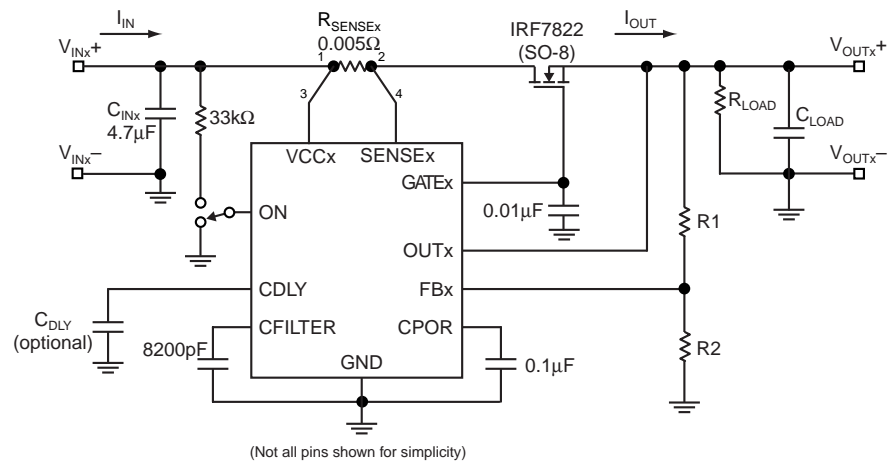 I_IN
R_SENSEx
0.005Ω
IRF7822
(SO-8)
I_OUT
V_INx+
1
2
V_OUTx+
C_INx
4.7µF
33kΩ
3
4
R_LOAD
C_LOAD
V_INx–
VCCx
SENSEx
V_OUTx–
GATEx
ON
0.01µF
R1
OUTx
CDLY
FBx
C_DLY
(optional)
CFILTER
CPOR
8200pF
0.1µF
R2
GND
(Not all pins shown for simplicity)